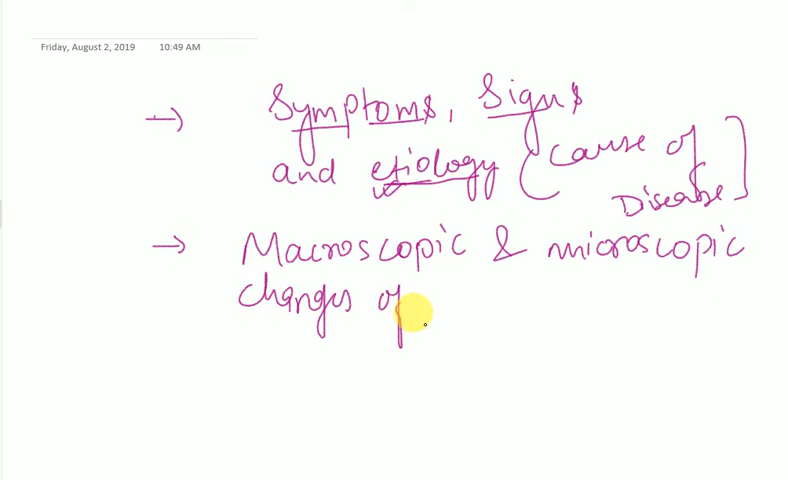 Friday, August 2, 2019 10:49 AM
→ Symptoms, Signs
and etiology (cause of
Disease]
→ Macroscopic & microscopic
changes of